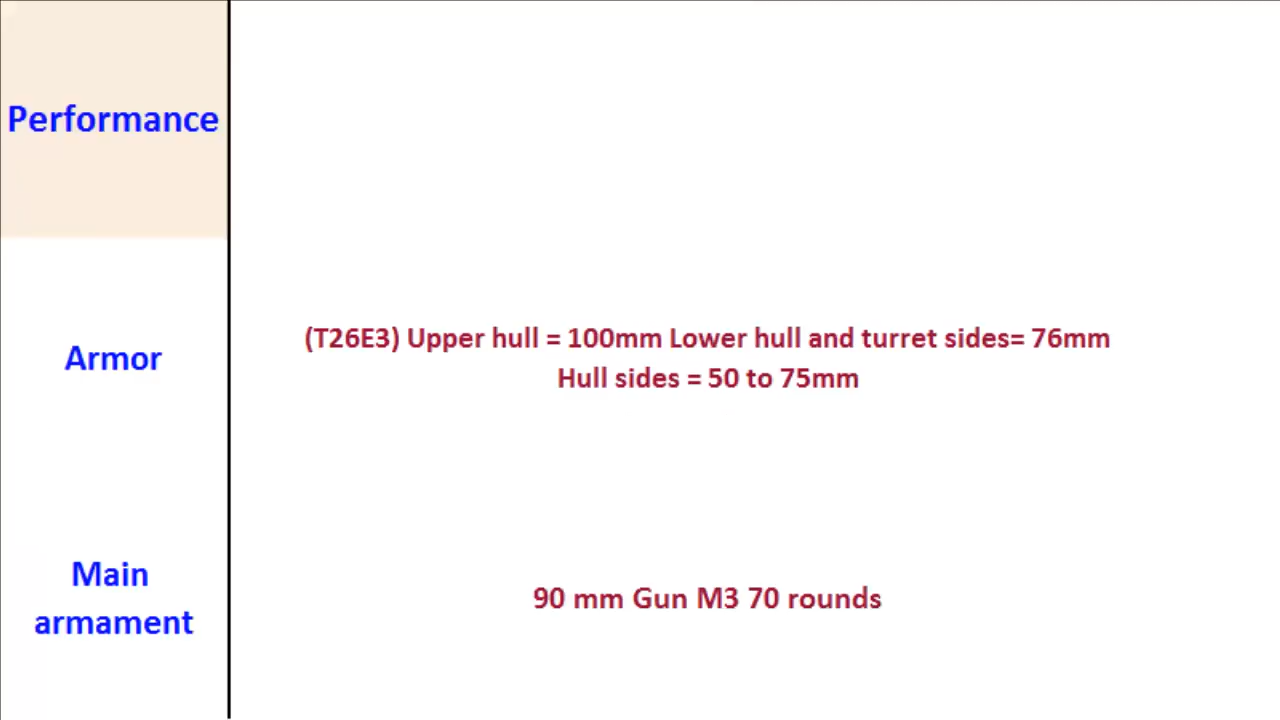 Performance
Armor
(T26E3) Upper hull = 100mm Lower hull and turret sides= 76mm
Hull sides = 50 to 75mm
Main
armament
90 mm Gun M3 70 rounds